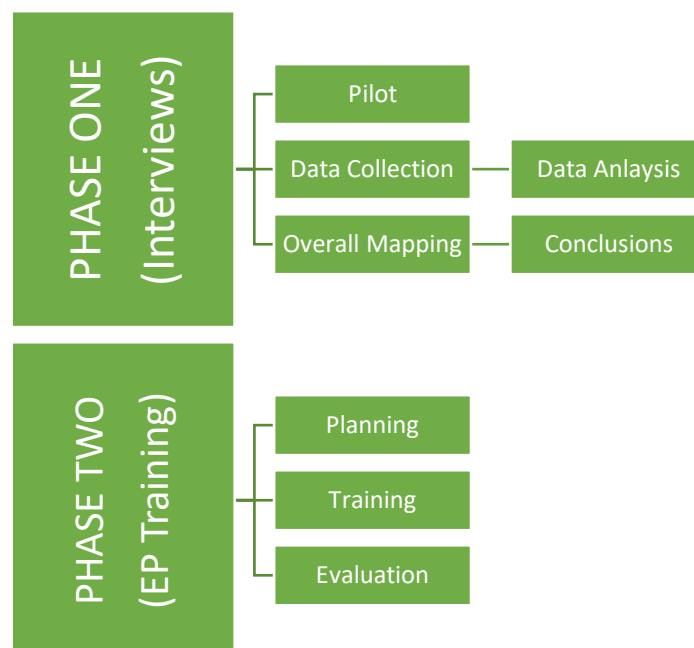 PHASE ONE
(Interviews)
Pilot
Data Collection
Data Anlaysis
Overall Mapping
Conclusions
PHASE TWO
(EP Training)
Planning
Training
Evaluation